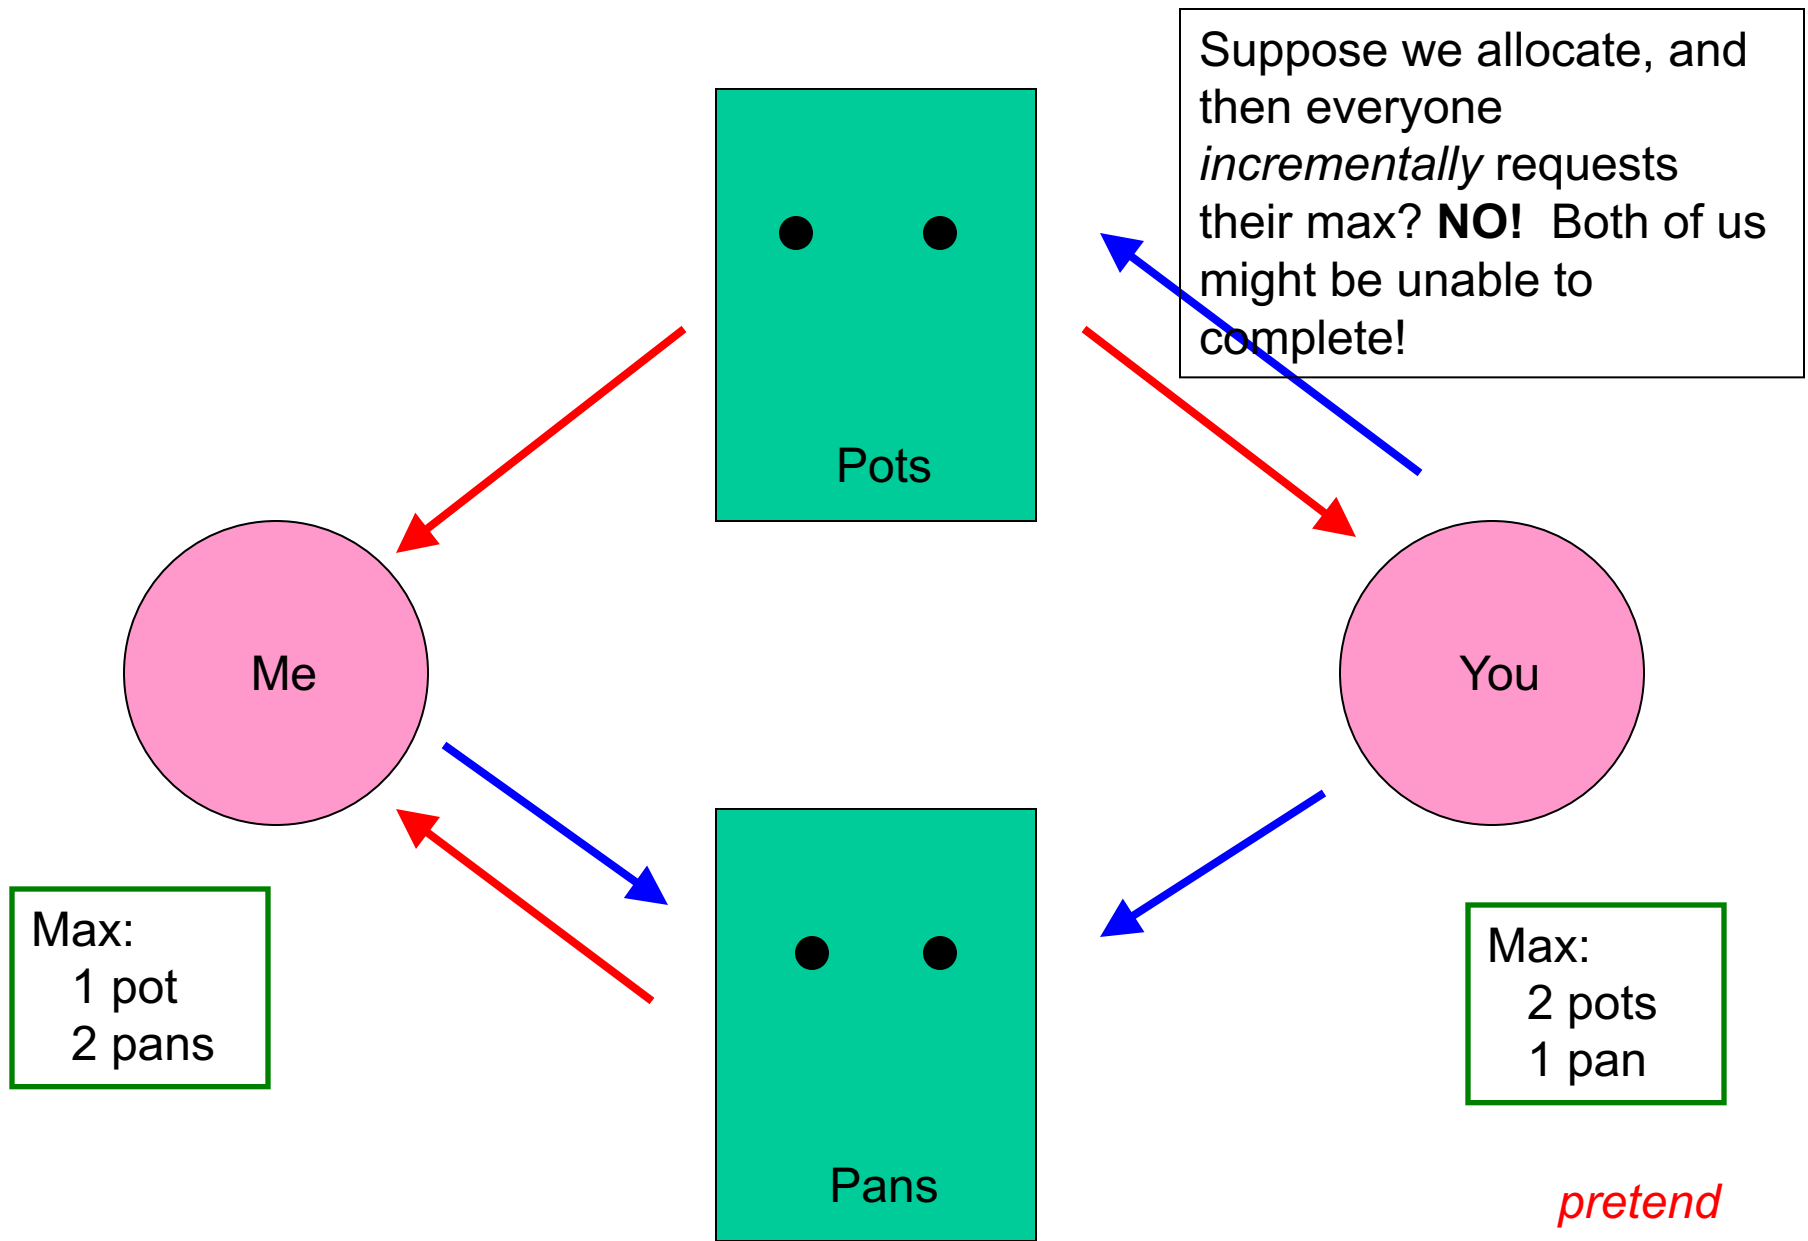 Suppose we allocate, and
then everyone
incrementally requests
their max? NO!  Both of us
might be unable to
complete!
Pots
Me
You
Max:
1 pot
2 pans
Max:
2 pots
1 pan
Pans
pretend